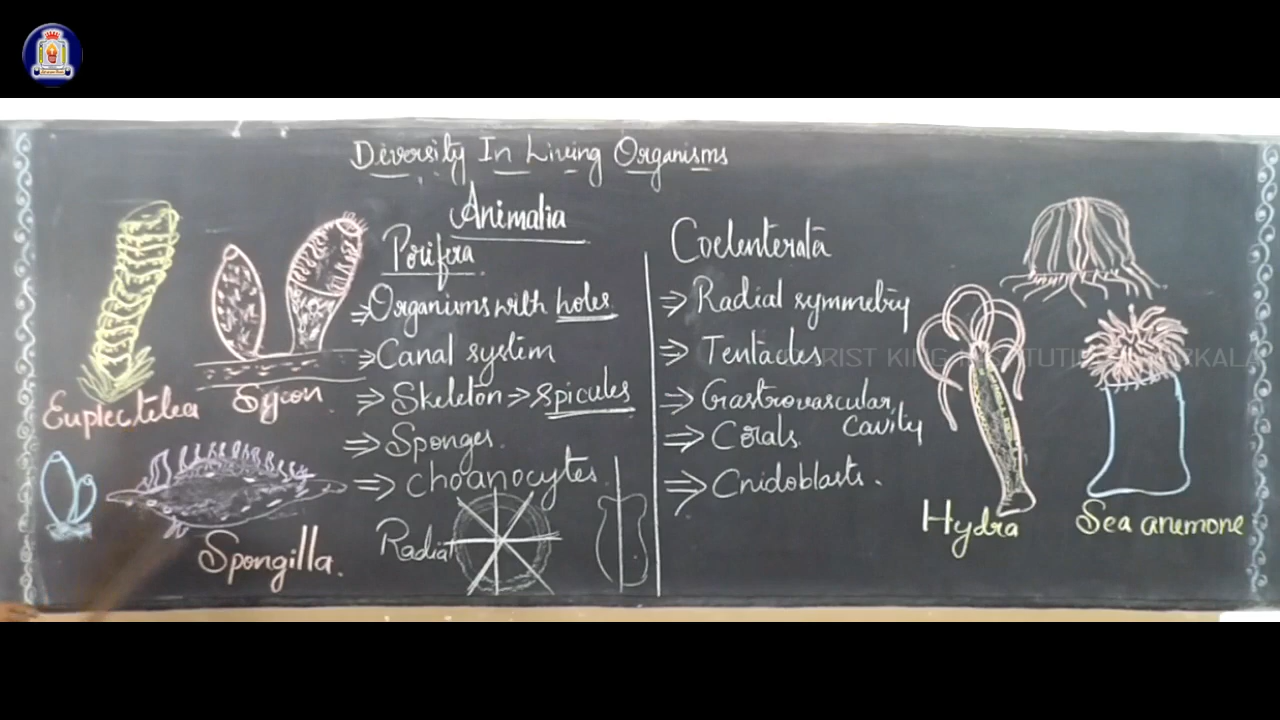 Diversity In Living Organisms
Animalia
Porifera
⇒ Organiums with holes
⇒ Canal system
⇒ Skeleton ⇒ Spicules
⇒ Sponges
⇒ Choanocytes
Radial
Coelenterata
⇒ Radial symmetry
⇒ Tentacles
⇒ Gastrovascular
Cavity
⇒ Corals
⇒ Cnidoblasts.
Euplectelea
Sycon
Spongilla.
Hydra
Sea anemone